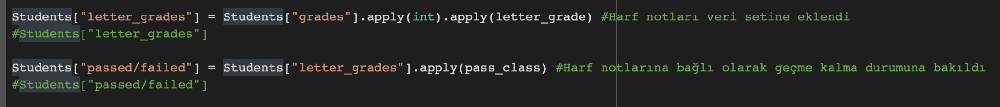 Students["letter_grades"] = Students["grades"].apply(int).apply(letter_grade) #Harf notları veri setine eklendi
#Students["letter_grades"]
Students["passed/failed"] = Students["letter_grades"].apply(pass_class) #Harf notlarına bağlı olarak geçme kalma durumuna bakıldı
#Students["passed/failed"]